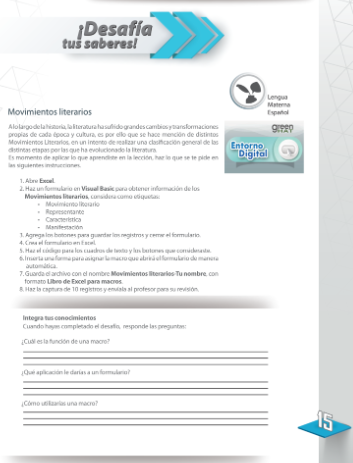 ¡Desafía
tus saberes!
Lengua
Materna
Español
Movimientos literarios
green
A lo largo de la historia, la literatura ha sufrido grandes cambios y transformaciones
propias de cada época y cultura, es por ello que se hace mención de distintos
Movimientos Literarios, en un intento de realizar una clasificación general de las
distintas etapas por las que ha evolucionado la literatura.
Es momento de aplicar lo que aprendiste en la lección, haz lo que se te pide en
las siguientes instrucciones.
Entorno
Digital
1. Abre Excel.
2. Haz un formulario en Visual Basic para obtener información de los
Movimientos literarios, considera como etiquetas:
- Movimiento literario
- Representante
- Característica
- Manifestación
3. Agrega los botones para guardar los registros y cerrar el formulario.
4. Crea el formulario en Excel.
5. Haz el código para los cuadros de texto y los botones que consideraste.
6. Inserta una forma para asignar la macro que abrirá el formulario de manera
automática.
7. Guarda el archivo con el nombre Movimientos literarios Tu nombre, con
formato Libro de Excel para macros.
8. Haz la captura de 10 registros y envíala al profesor para su revisión.
Integra tus conocimientos
Cuando hayas completado el desafío, responde las preguntas:
¿Cuál es la función de una macro?
¿Qué aplicación le darías a un formulario?
¿Cómo utilizarías una macro?
15